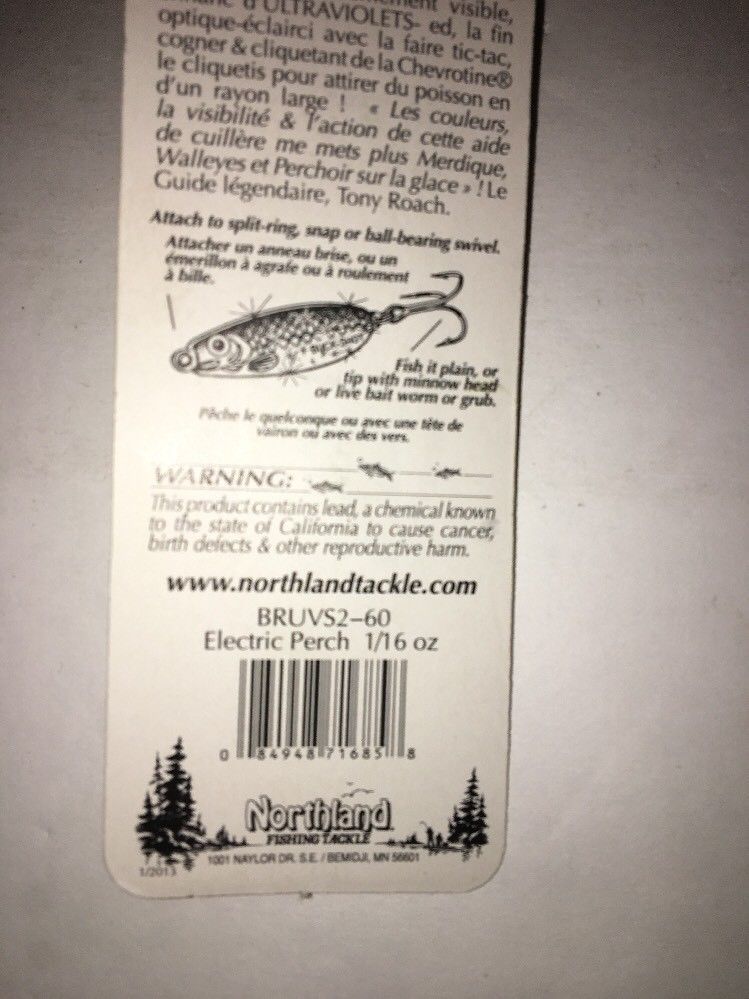 ment visible,
d'ULTRAVIOLETS- ed, la fin
optique-éclairci avec la faire tic-tac,
cogner & cliquetant de la Chevrotine®
le cliquetis pour attirer du poisson en
d'un rayon large ! « Les couleurs,
la visibilité & l'action de cette aide
de cuillère me mets plus Merdique,
Walleyes et Perchoir sur la glace » ! Le
Guide légendaire, Tony Roach.
Attach to split-ring, snap or ball-bearing swivel.
Attacher un anneau brise, ou un
émerillon à agrafe ou à roulement
à bille.
Fish it plain, or
tip with minnow head
or live bait worm or grub.
Pêche le quelconque ou avec une tête de
vairon ou avec des vers.
WARNING:
This product contains lead, a chemical known
to the state of California to cause cancer,
birth defects & other reproductive harm.
www.northlandtackle.com
BRUVS2-60
Electric Perch 1/16 oz
0 84948 71685 8
Northland
FISHING TACKLE
1001 NAYLOR DR. S.E. / BEMIDJI, MN 56601
1/2013